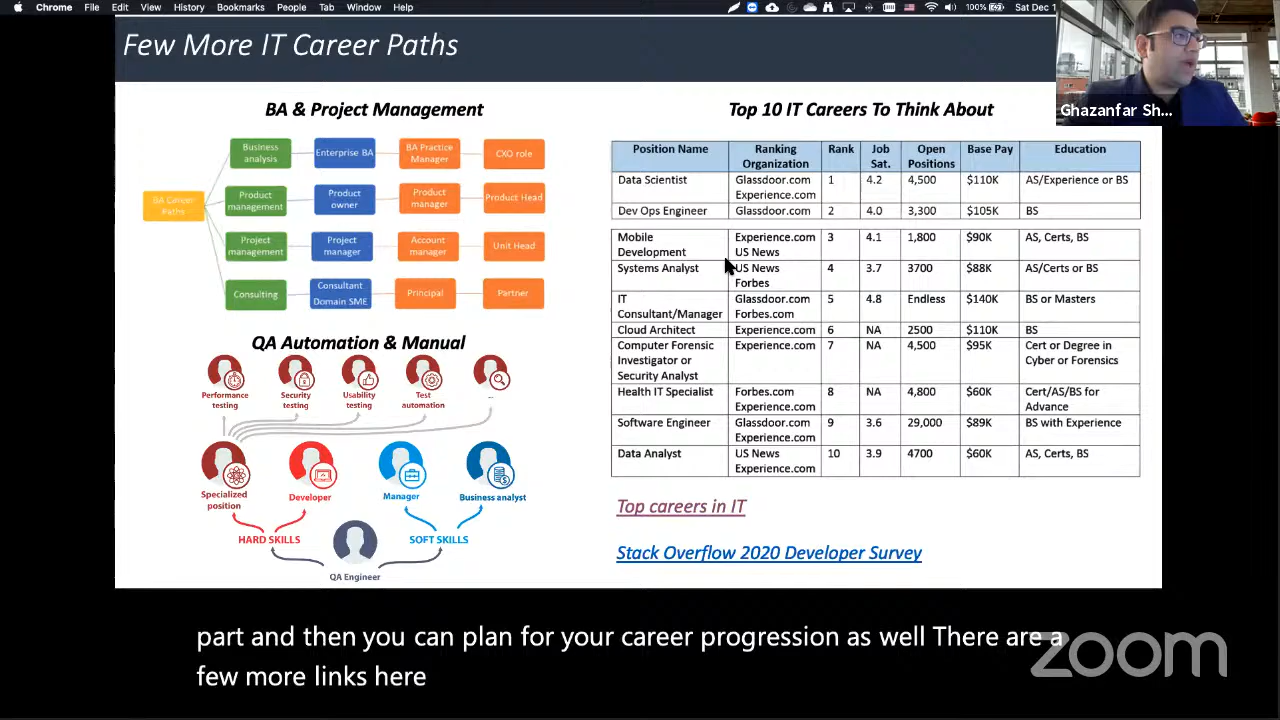 Chrome File Edit View History Bookmarks People Tab Window Help 100% Sat Dec 1
Few More IT Career Paths
Ghazanfar Sh...
BA & Project Management
BA Career Paths
Business analysis
Enterprise BA
BA Practice Manager
CXO role
Product management
Product owner
Product manager
Product Head
Project management
Project manager
Account manager
Unit Head
Consulting
Consultant Domain SME
Principal
Partner
QA Automation & Manual
Performance testing
Security testing
Usability testing
Test automation
...
Specialized position
Developer
Manager
Business analyst
HARD SKILLS
SOFT SKILLS
QA Engineer
Top 10 IT Careers To Think About
Position Name Ranking Organization Rank Job Sat. Open Positions Base Pay Education
Data Scientist Glassdoor.com Experience.com 1 4.2 4,500 $110K AS/Experience or BS
Dev Ops Engineer Glassdoor.com 2 4.0 3,300 $105K BS
Mobile Development Experience.com US News 3 4.1 1,800 $90K AS, Certs, BS
Systems Analyst US News Forbes 4 3.7 3700 $88K AS/Certs or BS
IT Consultant/Manager Glassdoor.com Forbes.com 5 4.8 Endless $140K BS or Masters
Cloud Architect Experience.com 6 NA 2500 $110K BS
Computer Forensic Investigator or Security Analyst Experience.com 7 NA 4,500 $95K Cert or Degree in Cyber or Forensics
Health IT Specialist Forbes.com Experience.com 8 NA 4,800 $60K Cert/AS/BS for Advance
Software Engineer Glassdoor.com Experience.com 9 3.6 29,000 $89K BS with Experience
Data Analyst US News Experience.com 10 3.9 4700 $60K AS, Certs, BS
Top careers in IT
Stack Overflow 2020 Developer Survey
part and then you can plan for your career progression as well There are a
few more links here
zoom